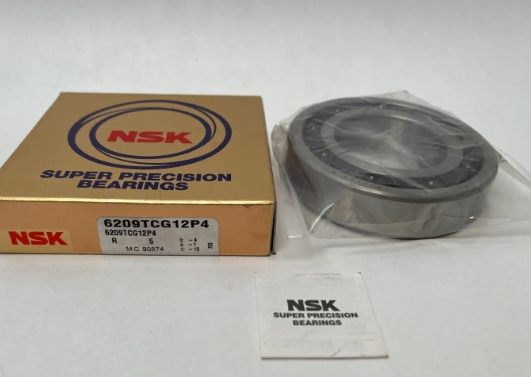 NSK
SUPER PRECISION
BEARINGS
NSK
6209TCG12P4
6209TCG12P4
R 5
MC 50574
NSK
SUPER PRECISION
BEARINGS